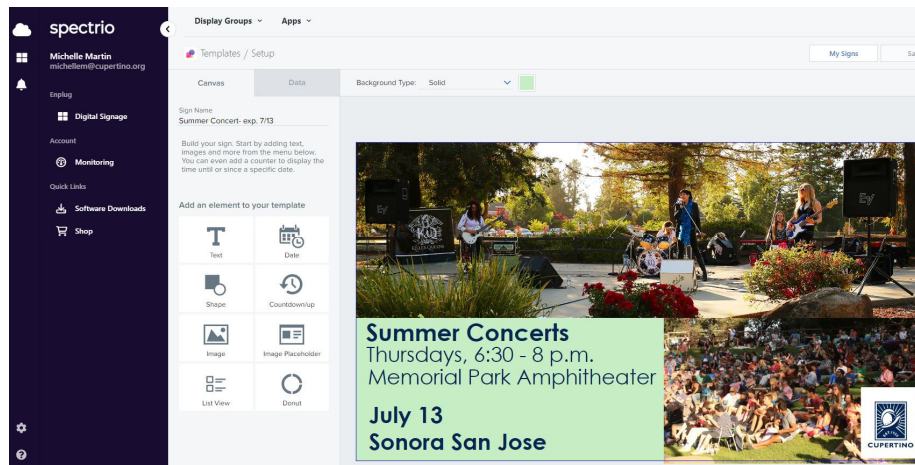 spectrio
Display Groups
Apps
Michelle Martin
michellem@cupertino.org
Templates / Setup
My Signs
Sa
Canvas
Data
Background Type: Solid
Enplug
Digital Signage
Sign Name
Summer Concert- exp. 7/13
Account
Monitoring
Build your sign. Start by adding text,
images and more from the menu below.
You can even add a counter to display the
time until or since a specific date.
Quick Links
Software Downloads
Shop
Add an element to your template
Text
Date
Shape
Countdown/up
Image
Image Placeholder
List View
Donut
EV
EV
Summer Concerts
Thursdays, 6:30 - 8 p.m.
Memorial Park Amphitheater
July 13
Sonora San Jose
CUPERTINO